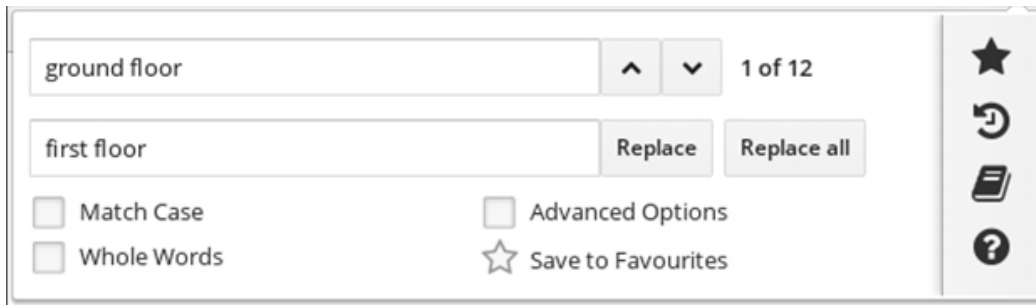 ground floor 1 of 12
first floor Replace Replace all
Match Case Advanced Options
Whole Words Save to Favourites